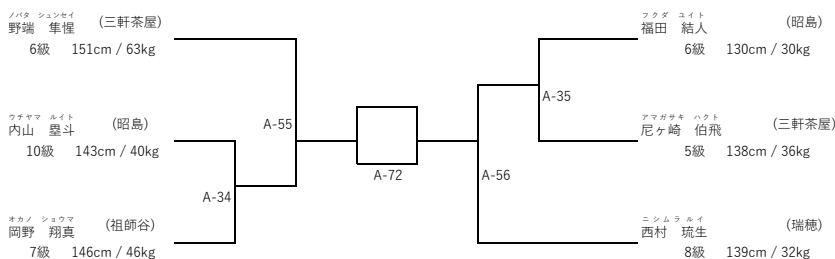 ノバタ シュンセイ
野端 隼惺 (三軒茶屋)
6級 151cm / 63kg
ウチヤマ ルイト
内山 塁斗 (昭島)
10級 143cm / 40kg
オカノ ショウマ
岡野 翔真 (祖師谷)
7級 146cm / 46kg
A-55
A-34
A-72
A-35
A-56
フクダ ユイト
福田 結人 (昭島)
6級 130cm / 30kg
アマガサキ ハクト
尼ヶ崎 伯飛 (三軒茶屋)
5級 138cm / 36kg
ニシムラ ルイ
西村 琉生 (瑞穂)
8級 139cm / 32kg